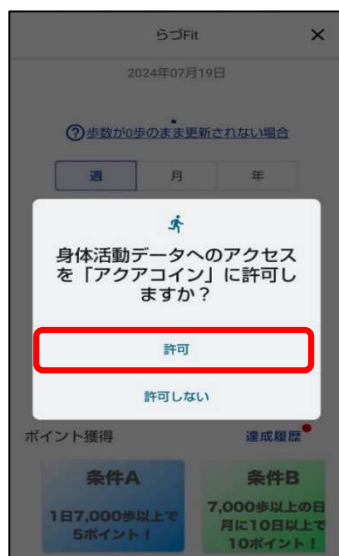 らづFit ×
2024年07月19日
?歩数が0歩のまま更新されない場合
週 月 年
身体活動データへのアクセス
を「アクアコイン」に許可し
ますか?
許可
許可しない
ポイント獲得 達成履歴
条件A 条件B
1日7,000歩以上で 7,000歩以上の日
5ポイント! 月に10日以上で
10ポイント!